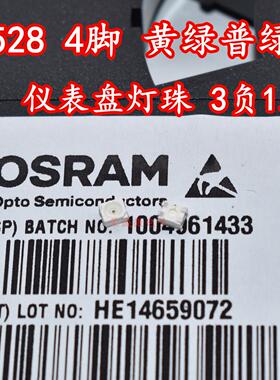 528 4脚 黄绿普绿
仪表盘灯珠 3负1
OSRAM
Opto Semiconductors
P) BATCH NO: 1004061433
T) LOT NO: HE14659072